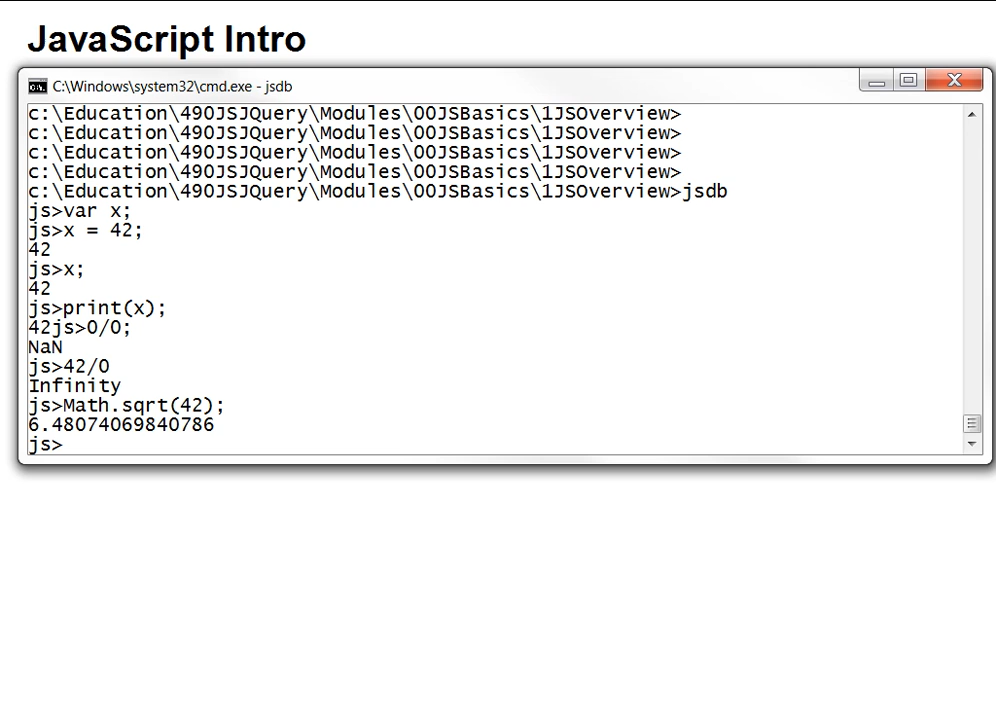 JavaScript Intro
C:\Windows\system32\cmd.exe - jsdb
c:\Education\490JSJQuery\Modules\00JSBasics\1JSOverview>
c:\Education\490JSJQuery\Modules\00JSBasics\1JSOverview>
c:\Education\490JSJQuery\Modules\00JSBasics\1JSOverview>
c:\Education\490JSJQuery\Modules\00JSBasics\1JSOverview>
c:\Education\490JSJQuery\Modules\00JSBasics\1JSOverview>jsdb
js>var x;
js>x = 42;
42
js>x;
42
js>print(x);
42js>0/0;
NaN
js>42/0
Infinity
js>Math.sqrt(42);
6.48074069840786
js>